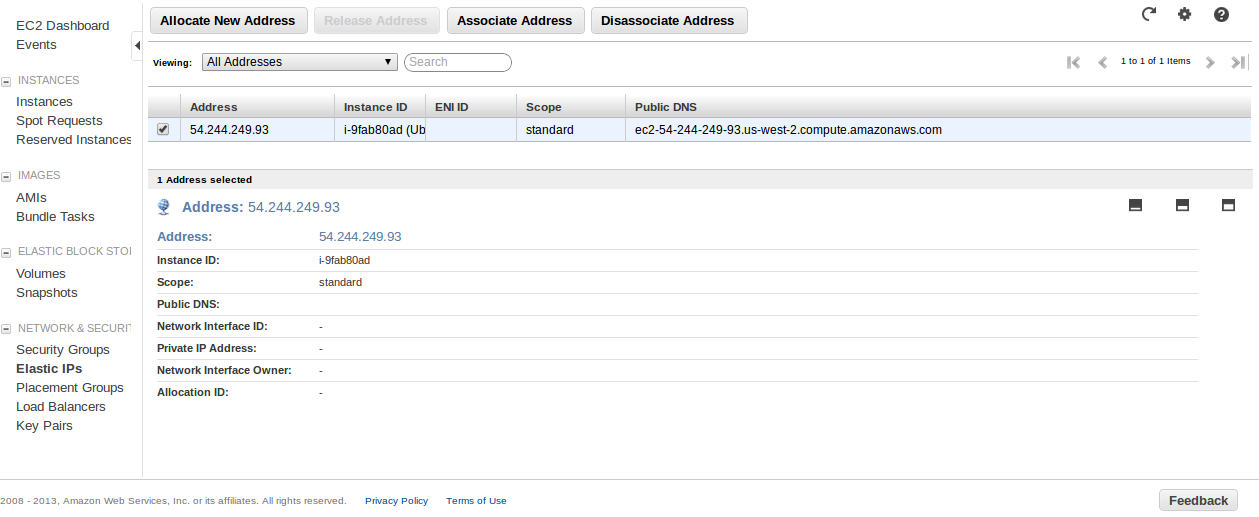 EC2 Dashboard
Events
INSTANCES
Instances
Spot Requests
Reserved Instances
IMAGES
AMIs
Bundle Tasks
ELASTIC BLOCK STO
Volumes
Snapshots
NETWORK & SECURIT
Security Groups
Elastic IPs
Placement Groups
Load Balancers
Key Pairs
Allocate New Address Release Address Associate Address Disassociate Address
Viewing: All Addresses Search 1 to 1 of 1 Items
Address Instance ID ENI ID Scope Public DNS
54.244.249.93 i-9fab80ad (Ub standard ec2-54-244-249-93.us-west-2.compute.amazonaws.com
1 Address selected
Address: 54.244.249.93
Address: 54.244.249.93
Instance ID: i-9fab80ad
Scope: standard
Public DNS:
Network Interface ID: -
Private IP Address: -
Network Interface Owner: -
Allocation ID: -
2008 - 2013, Amazon Web Services, Inc. or its affiliates. All rights reserved. Privacy Policy Terms of Use Feedback